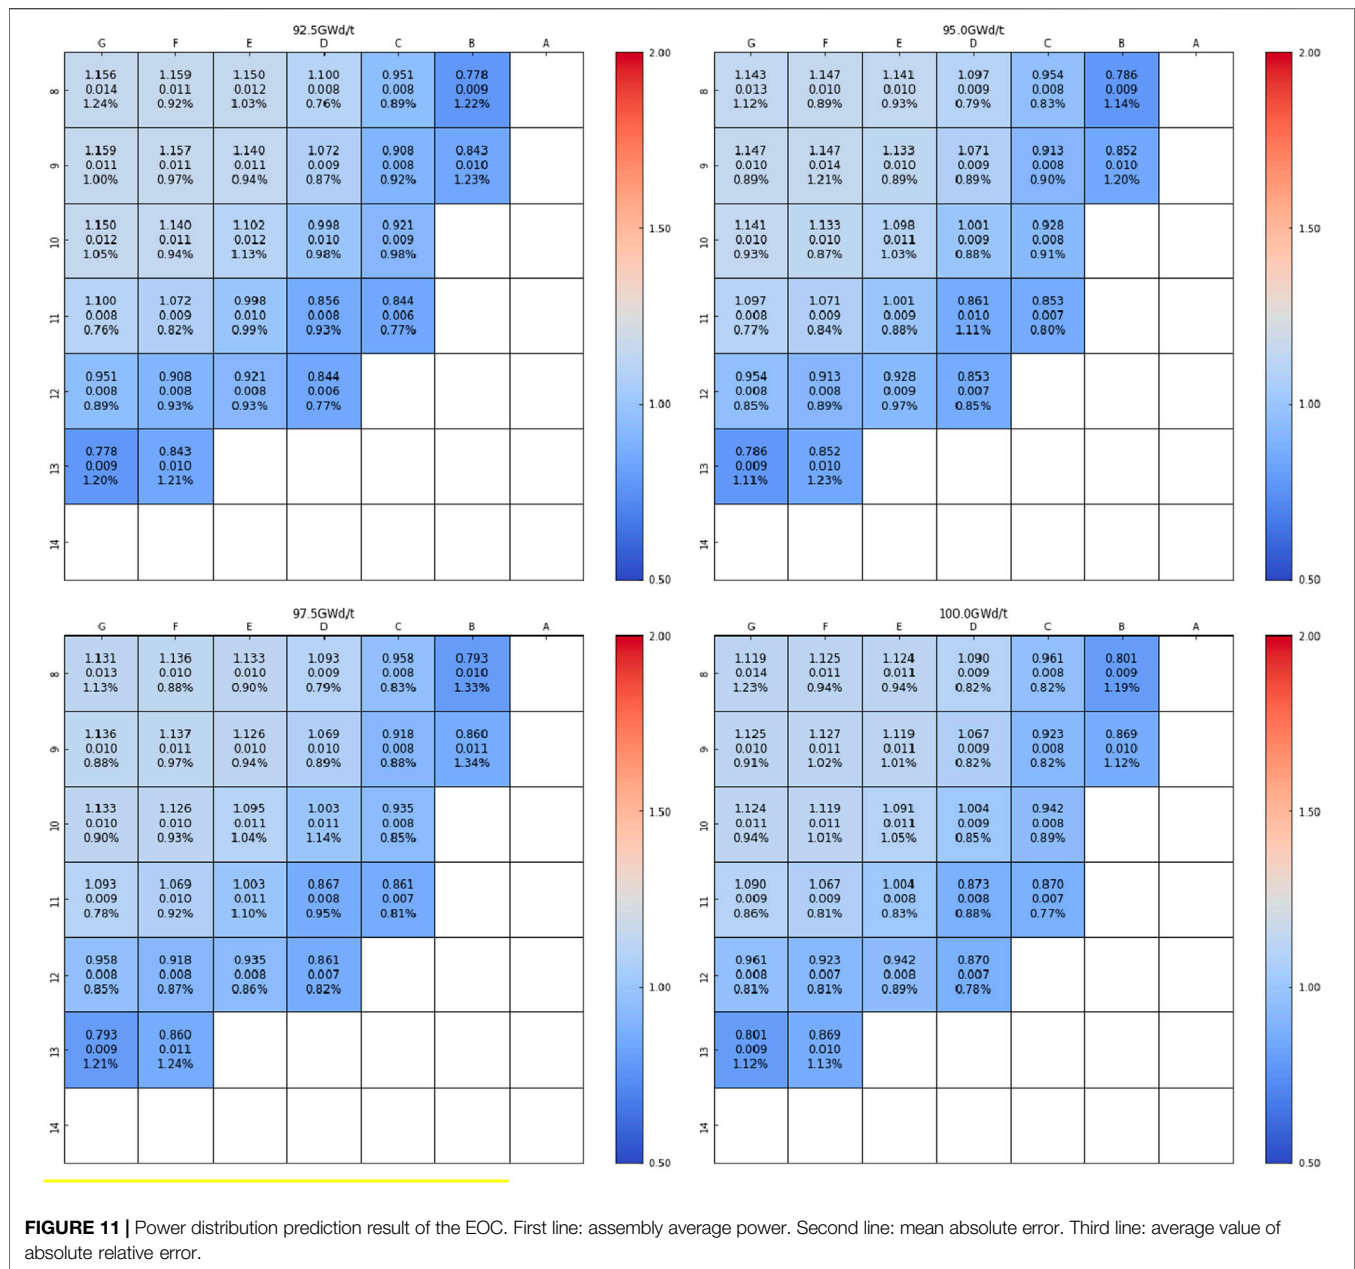 92.5GWd/t
G F E D C B A
8
1.156 1.159 1.150 1.100 0.951 0.778
0.014 0.011 0.012 0.008 0.008 0.009
1.24% 0.92% 1.03% 0.76% 0.89% 1.22%
9
1.159 1.157 1.140 1.072 0.908 0.843
0.011 0.011 0.011 0.009 0.008 0.010
1.00% 0.97% 0.94% 0.87% 0.92% 1.23%
10
1.150 1.140 1.102 0.998 0.921
0.012 0.011 0.012 0.010 0.009
1.05% 0.94% 1.13% 0.98% 0.98%
11
1.100 1.072 0.998 0.856 0.844
0.008 0.009 0.010 0.008 0.006
0.76% 0.82% 0.99% 0.93% 0.77%
12
0.951 0.908 0.921 0.844
0.008 0.008 0.008 0.006
0.89% 0.93% 0.93% 0.77%
13
0.778 0.843
0.009 0.010
1.20% 1.21%
14
2.00
1.50
1.00
0.50
95.0GWd/t
G F E D C B A
8
1.143 1.147 1.141 1.097 0.954 0.786
0.013 0.010 0.010 0.009 0.008 0.009
1.12% 0.89% 0.93% 0.79% 0.83% 1.14%
9
1.147 1.147 1.133 1.071 0.913 0.852
0.010 0.014 0.010 0.009 0.008 0.010
0.89% 1.21% 0.89% 0.89% 0.90% 1.20%
10
1.141 1.133 1.098 1.001 0.928
0.010 0.010 0.011 0.009 0.008
0.93% 0.87% 1.03% 0.88% 0.91%
11
1.097 1.071 1.001 0.861 0.853
0.008 0.009 0.009 0.010 0.007
0.77% 0.84% 0.88% 1.11% 0.80%
12
0.954 0.913 0.928 0.853
0.008 0.008 0.009 0.007
0.85% 0.89% 0.97% 0.85%
13
0.786 0.852
0.009 0.010
1.11% 1.23%
14
2.00
1.50
1.00
0.50
97.5GWd/t
G F E D C B A
8
1.131 1.136 1.133 1.093 0.958 0.793
0.013 0.010 0.010 0.009 0.008 0.010
1.13% 0.88% 0.90% 0.79% 0.83% 1.33%
9
1.136 1.137 1.126 1.069 0.918 0.860
0.010 0.011 0.010 0.010 0.008 0.011
0.88% 0.97% 0.94% 0.89% 0.88% 1.34%
10
1.133 1.126 1.095 1.003 0.935
0.010 0.010 0.011 0.011 0.008
0.90% 0.93% 1.04% 1.14% 0.85%
11
1.093 1.069 1.003 0.867 0.861
0.009 0.010 0.011 0.008 0.007
0.78% 0.92% 1.10% 0.95% 0.81%
12
0.958 0.918 0.935 0.861
0.008 0.008 0.008 0.007
0.85% 0.87% 0.86% 0.82%
13
0.793 0.860
0.009 0.011
1.21% 1.24%
14
2.00
1.50
1.00
0.50
100.0GWd/t
G F E D C B A
8
1.119 1.125 1.124 1.090 0.961 0.801
0.014 0.011 0.011 0.009 0.008 0.009
1.23% 0.94% 0.94% 0.82% 0.82% 1.19%
9
1.125 1.127 1.119 1.067 0.923 0.869
0.010 0.011 0.011 0.009 0.008 0.010
0.91% 1.02% 1.01% 0.82% 0.82% 1.12%
10
1.124 1.119 1.091 1.004 0.942
0.011 0.011 0.011 0.009 0.008
0.94% 1.01% 1.05% 0.85% 0.89%
11
1.090 1.067 1.004 0.873 0.870
0.009 0.009 0.008 0.008 0.007
0.86% 0.81% 0.83% 0.88% 0.77%
12
0.961 0.923 0.942 0.870
0.008 0.007 0.008 0.007
0.81% 0.81% 0.89% 0.78%
13
0.801 0.869
0.009 0.010
1.12% 1.13%
14
2.00
1.50
1.00
0.50
FIGURE 11 | Power distribution prediction result of the EOC. First line: assembly average power. Second line: mean absolute error. Third line: average value of
absolute relative error.